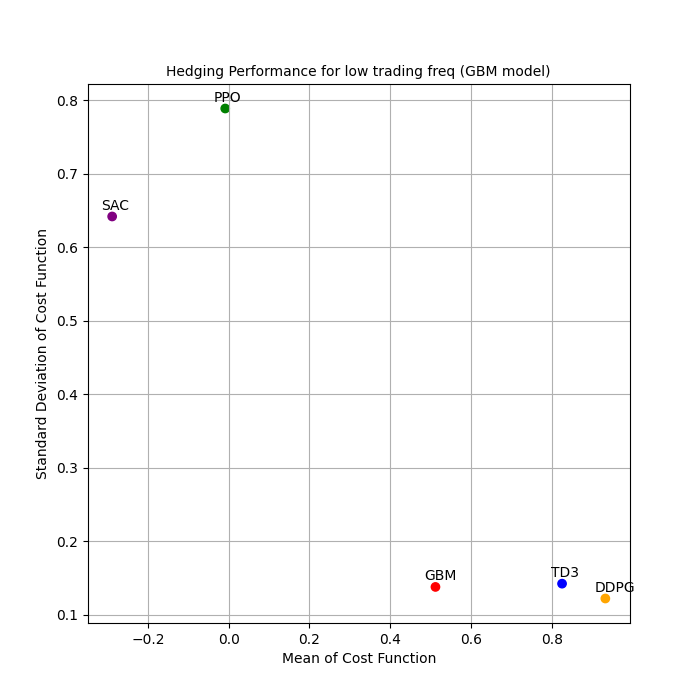 Hedging Performance for low trading freq (GBM model)
0.8
0.7
0.6
0.5
0.4
0.3
0.2
0.1
Standard Deviation of Cost Function
PPO
SAC
GBM
TD3
DDPG
−0.2 0.0 0.2 0.4 0.6 0.8
Mean of Cost Function